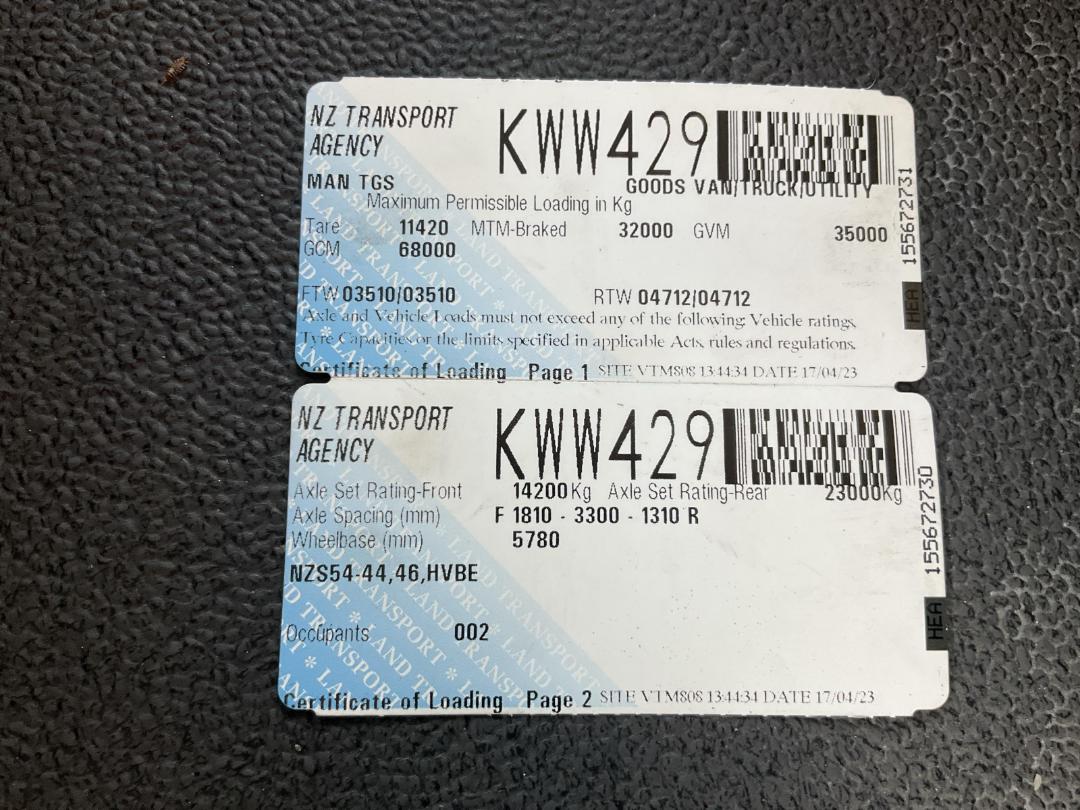 NZ TRANSPORT
AGENCY
KWW429
MAN TGS
GOODS VAN/TRUCK/UTILITY
Maximum Permissible Loading in Kg
Tare 11420 MTM-Braked 32000 GVM 35000
GCM 68000
FTW 03510/03510 RTW 04712/04712
Axle and Vehicle Loads must not exceed any of the following Vehicle ratings,
Tyre Capacities or the limits specified in applicable Acts, rules and regulations.
Certificate of Loading Page 1 SITE VTM808 13:44:34 DATE 17/04/23
155672731
HEA
NZ TRANSPORT
AGENCY
KWW429
Axle Set Rating-Front 14200Kg Axle Set Rating-Rear 23000Kg
Axle Spacing (mm) F 1810 - 3300 - 1310 R
Wheelbase (mm) 5780
NZS54-44,46,HVBE
Occupants 002
Certificate of Loading Page 2 SITE VTM808 13:44:34 DATE 17/04/23
155672730
HEA